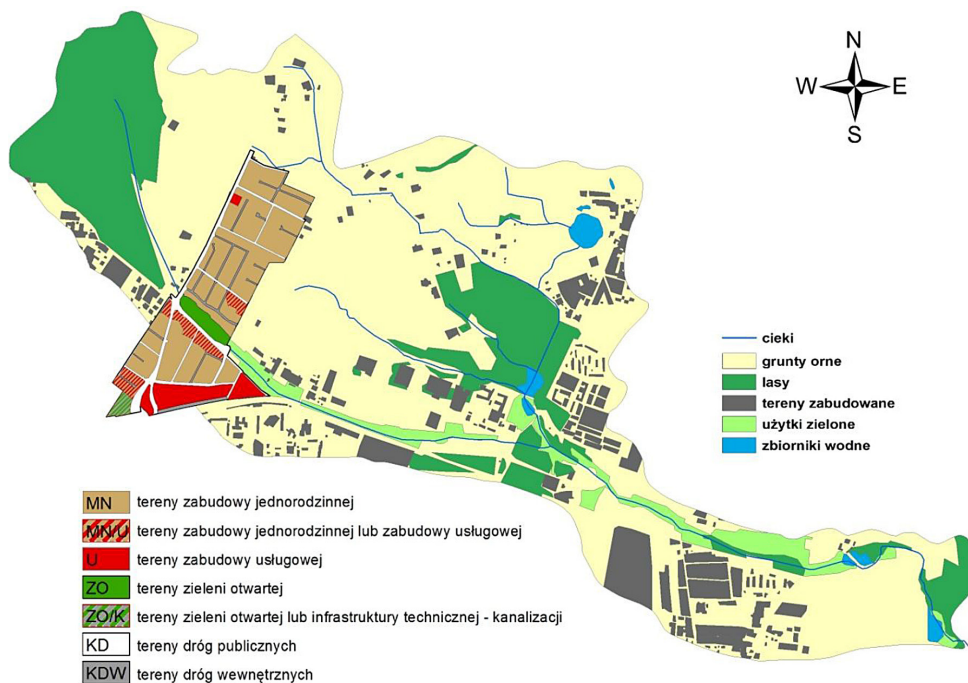 N
W E
S
cieki
grunty orne
lasy
tereny zabudowane
użytki zielone
zbiorniki wodne
MN tereny zabudowy jednorodzinnej
MN/U tereny zabudowy jednorodzinnej lub zabudowy usługowej
U tereny zabudowy usługowej
ZO tereny zieleni otwartej
ZO/K tereny zieleni otwartej lub infrastruktury technicznej - kanalizacji
KD tereny dróg publicznych
KDW tereny dróg wewnętrznych